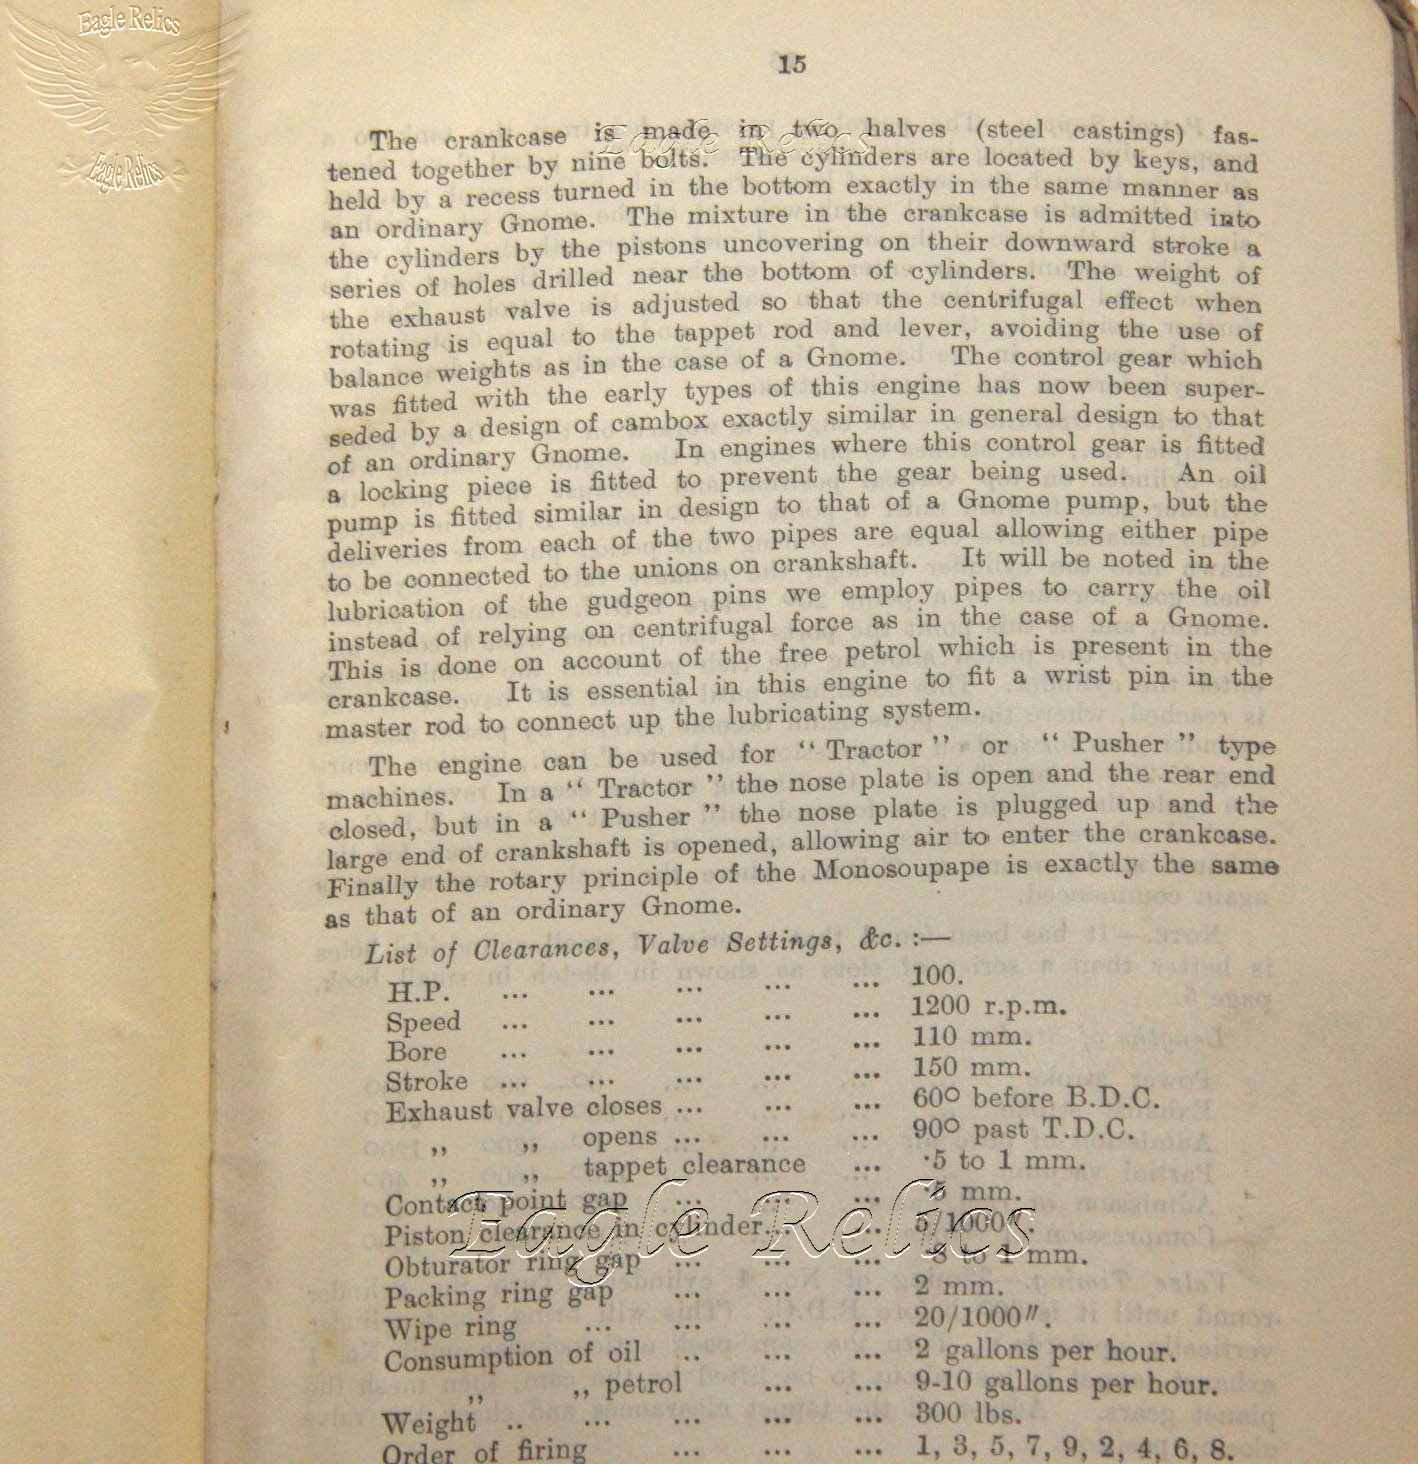 Eagle Relics
Eagle Relics
15
The crankcase is made in two halves (steel castings) fas-
Eagle Relics
tened together by nine bolts. The cylinders are located by keys, and
held by a recess turned in the bottom exactly in the same manner as
an ordinary Gnome. The mixture in the crankcase is admitted into
the cylinders by the pistons uncovering on their downward stroke a
series of holes drilled near the bottom of cylinders. The weight of
the exhaust valve is adjusted so that the centrifugal effect when
rotating is equal to the tappet rod and lever, avoiding the use of
balance weights as in the case of a Gnome. The control gear which
was fitted with the early types of this engine has now been super-
seded by a design of cambox exactly similar in general design to that
of an ordinary Gnome. In engines where this control gear is fitted
a locking piece is fitted to prevent the gear being used. An oil
pump is fitted similar in design to that of a Gnome pump, but the
deliveries from each of the two pipes are equal allowing either pipe
to be connected to the unions on crankshaft. It will be noted in the
lubrication of the gudgeon pins we employ pipes to carry the oil
instead of relying on centrifugal force as in the case of a Gnome.
This is done on account of the free petrol which is present in the
crankcase. It is essential in this engine to fit a wrist pin in the
master rod to connect up the lubricating system.
The engine can be used for “ Tractor ” or “ Pusher ” type
machines. In a “ Tractor ” the nose plate is open and the rear end
closed, but in a “ Pusher ” the nose plate is plugged up and the
large end of crankshaft is opened, allowing air to enter the crankcase.
Finally the rotary principle of the Monosoupape is exactly the same
as that of an ordinary Gnome.
List of Clearances, Valve Settings, &c. :—
H.P. ... ... ... ... ... 100.
Speed ... ... ... ... ... 1200 r.p.m.
Bore ... ... ... ... ... 110 mm.
Stroke ... ... ... ... ... 150 mm.
Exhaust valve closes ... ... ... 60° before B.D.C.
,, ,, opens ... ... ... 90° past T.D.C.
,, ,, tappet clearance ... ·5 to 1 mm.
Contact point gap ... ... ... ·5 mm.
Eagle Relics
Piston clearance in cylinder... ... 5/1000″.
Obturator ring gap ... ... ... to 1 mm.
Packing ring gap ... ... ... 2 mm.
Wipe ring ... ... ... ... 20/1000″.
Consumption of oil .. ... ... 2 gallons per hour.
,, ,, petrol ... ... 9-10 gallons per hour.
Weight .. ... ... ... ... 300 lbs.
Order of firing ... ... ... 1, 3, 5, 7, 9, 2, 4, 6, 8.